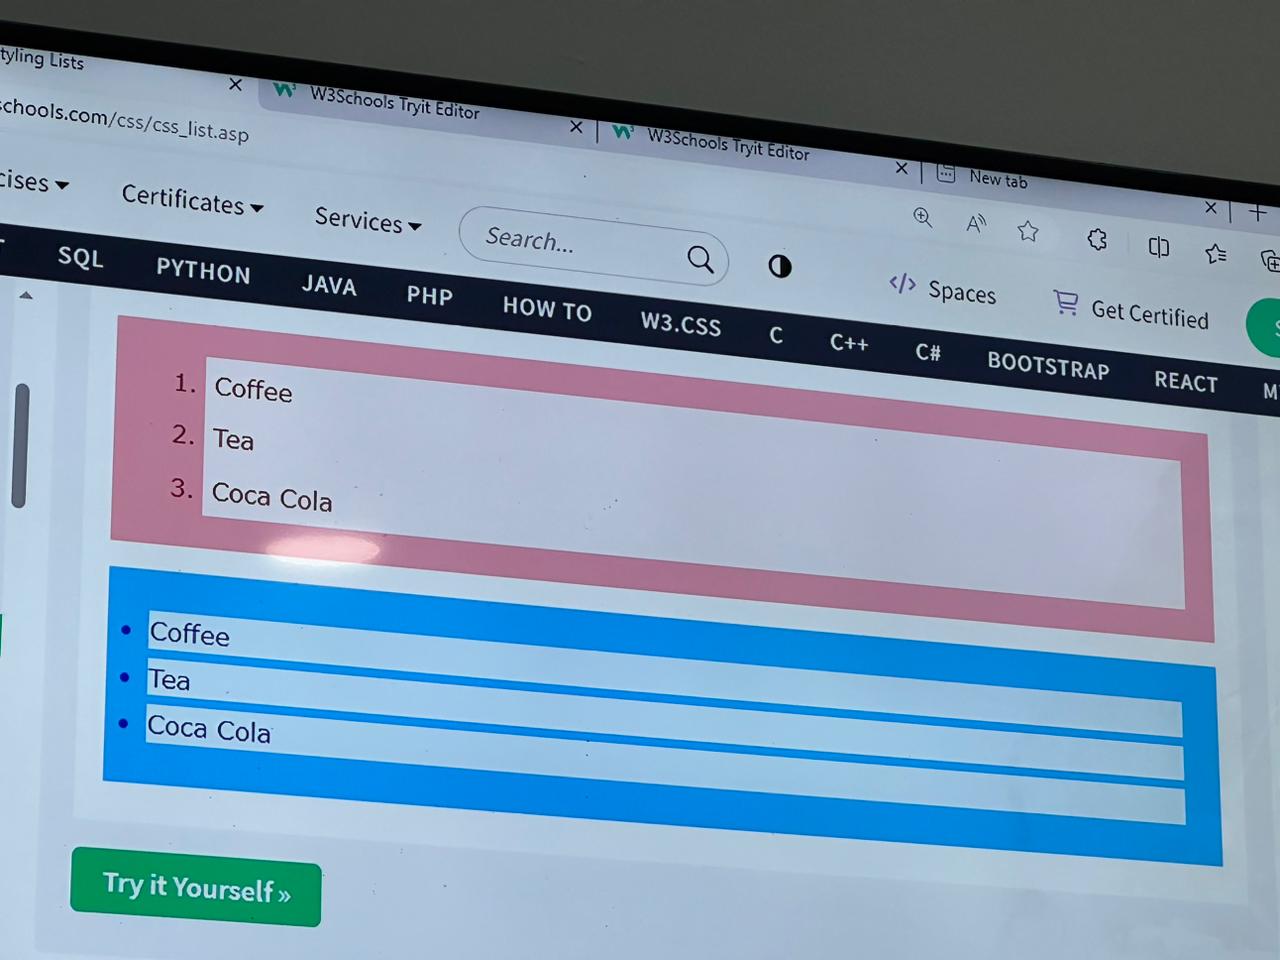 tyling Lists
W3Schools Tryit Editor
W3Schools Tryit Editor
New tab
schools.com/css/css_list.asp
cises
Certificates
Services
Search...
Spaces
Get Certified
SQL PYTHON JAVA PHP HOW TO W3.CSS C C++ C# BOOTSTRAP REACT M
1. Coffee
2. Tea
3. Coca Cola
• Coffee
• Tea
• Coca Cola
Try it Yourself »